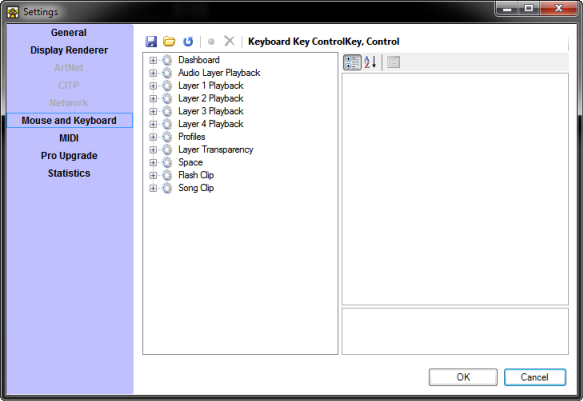 Settings
General
Display Renderer
ArtNet
CITP
Network
Mouse and Keyboard
MIDI
Pro Upgrade
Statistics
Keyboard Key ControlKey, Control
Dashboard
Audio Layer Playback
Layer 1 Playback
Layer 2 Playback
Layer 3 Playback
Layer 4 Playback
Profiles
Layer Transparency
Space
Flash Clip
Song Clip
OK
Cancel